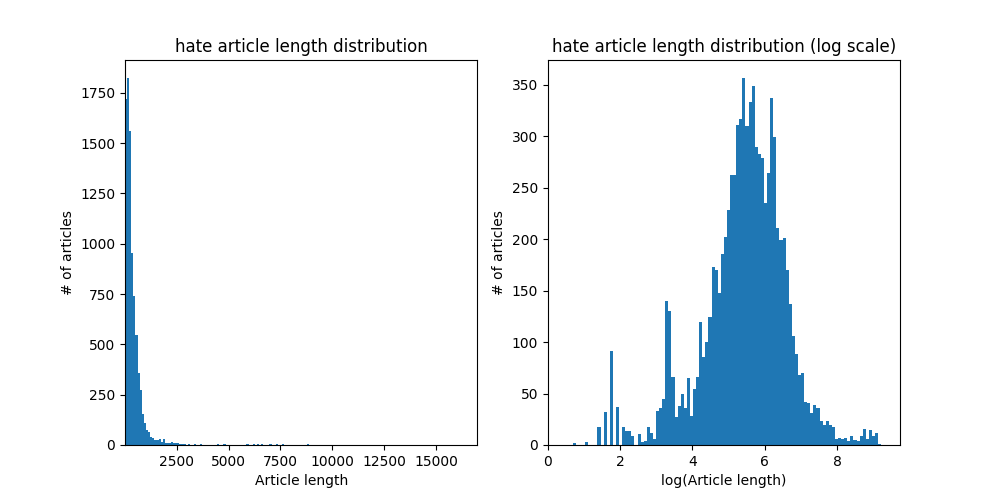 hate article length distribution
1750
1500
1250
1000
750
500
250
0
# of articles
2500 5000 7500 10000 12500 15000
Article length
hate article length distribution (log scale)
350
300
250
200
150
100
50
0
# of articles
0 2 4 6 8
log(Article length)